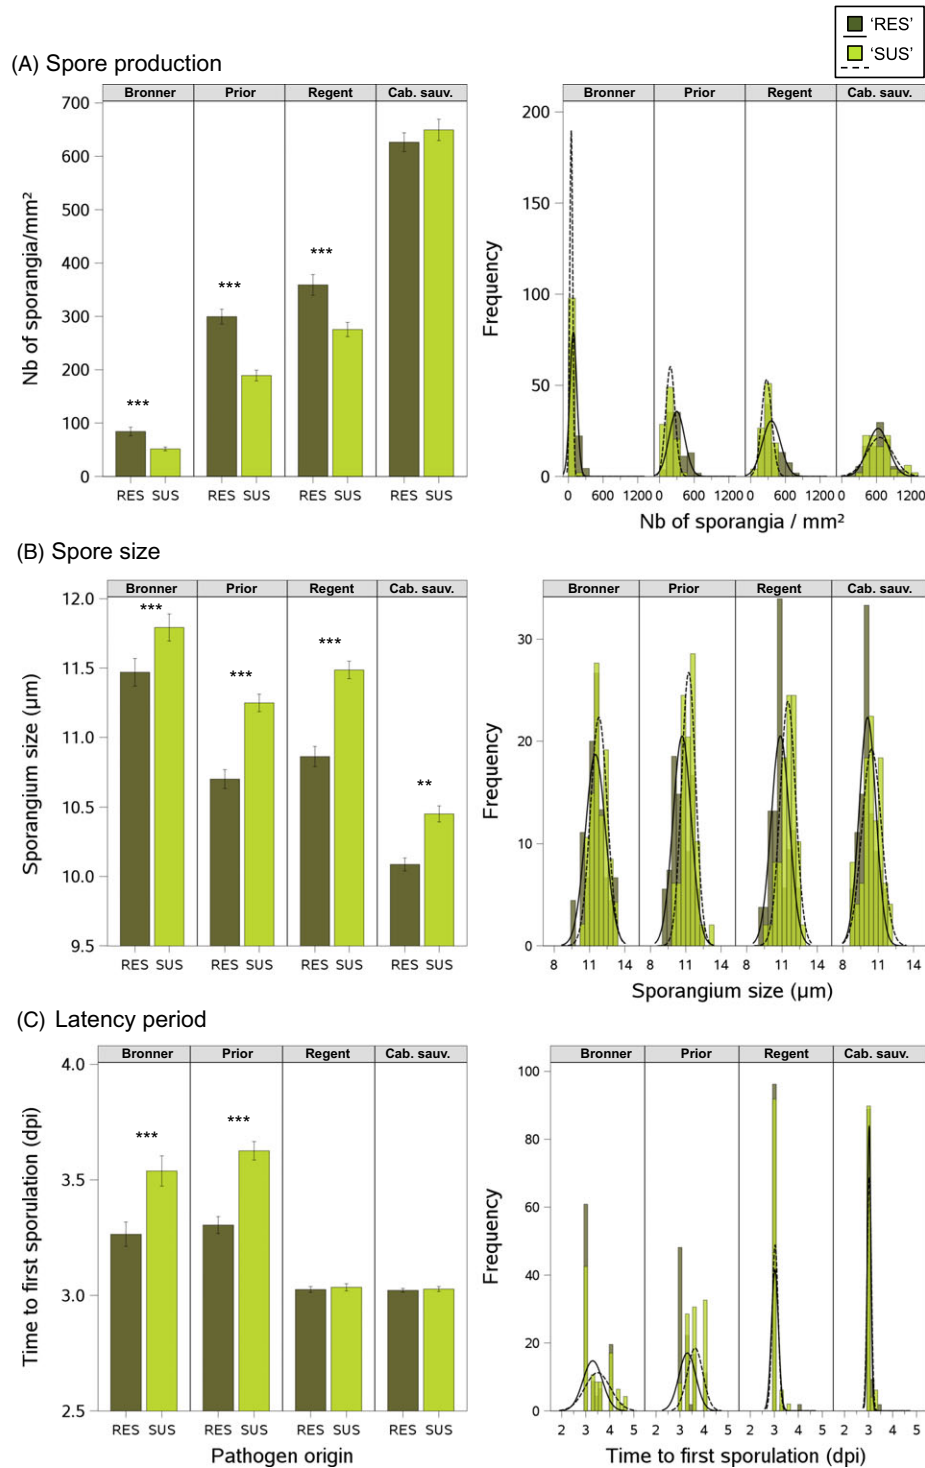 'RES'
'SUS'
(A) Spore production
Bronner Prior Regent Cab. sauv.
Bronner Prior Regent Cab. sauv.
700
600
500
400
300
200
100
0
Nb of sporangia/mm²
***
***
***
RES SUS RES SUS RES SUS RES SUS
200
150
100
50
0
Frequency
0 600 1200 0 600 1200 0 600 1200 0 600 1200
Nb of sporangia / mm²
(B) Spore size
Bronner Prior Regent Cab. sauv.
Bronner Prior Regent Cab. sauv.
12.0
11.5
11.0
10.5
10.0
9.5
Sporangium size (µm)
***
***
***
**
RES SUS RES SUS RES SUS RES SUS
30
20
10
0
Frequency
8 11 14 8 11 14 8 11 14 8 11 14
Sporangium size (µm)
(C) Latency period
Bronner Prior Regent Cab. sauv.
Bronner Prior Regent Cab. sauv.
4.0
3.5
3.0
2.5
Time to first sporulation (dpi)
***
***
RES SUS RES SUS RES SUS RES SUS
Pathogen origin
100
80
60
40
20
0
Frequency
2 3 4 5 2 3 4 5 2 3 4 5 2 3 4 5
Time to first sporulation (dpi)